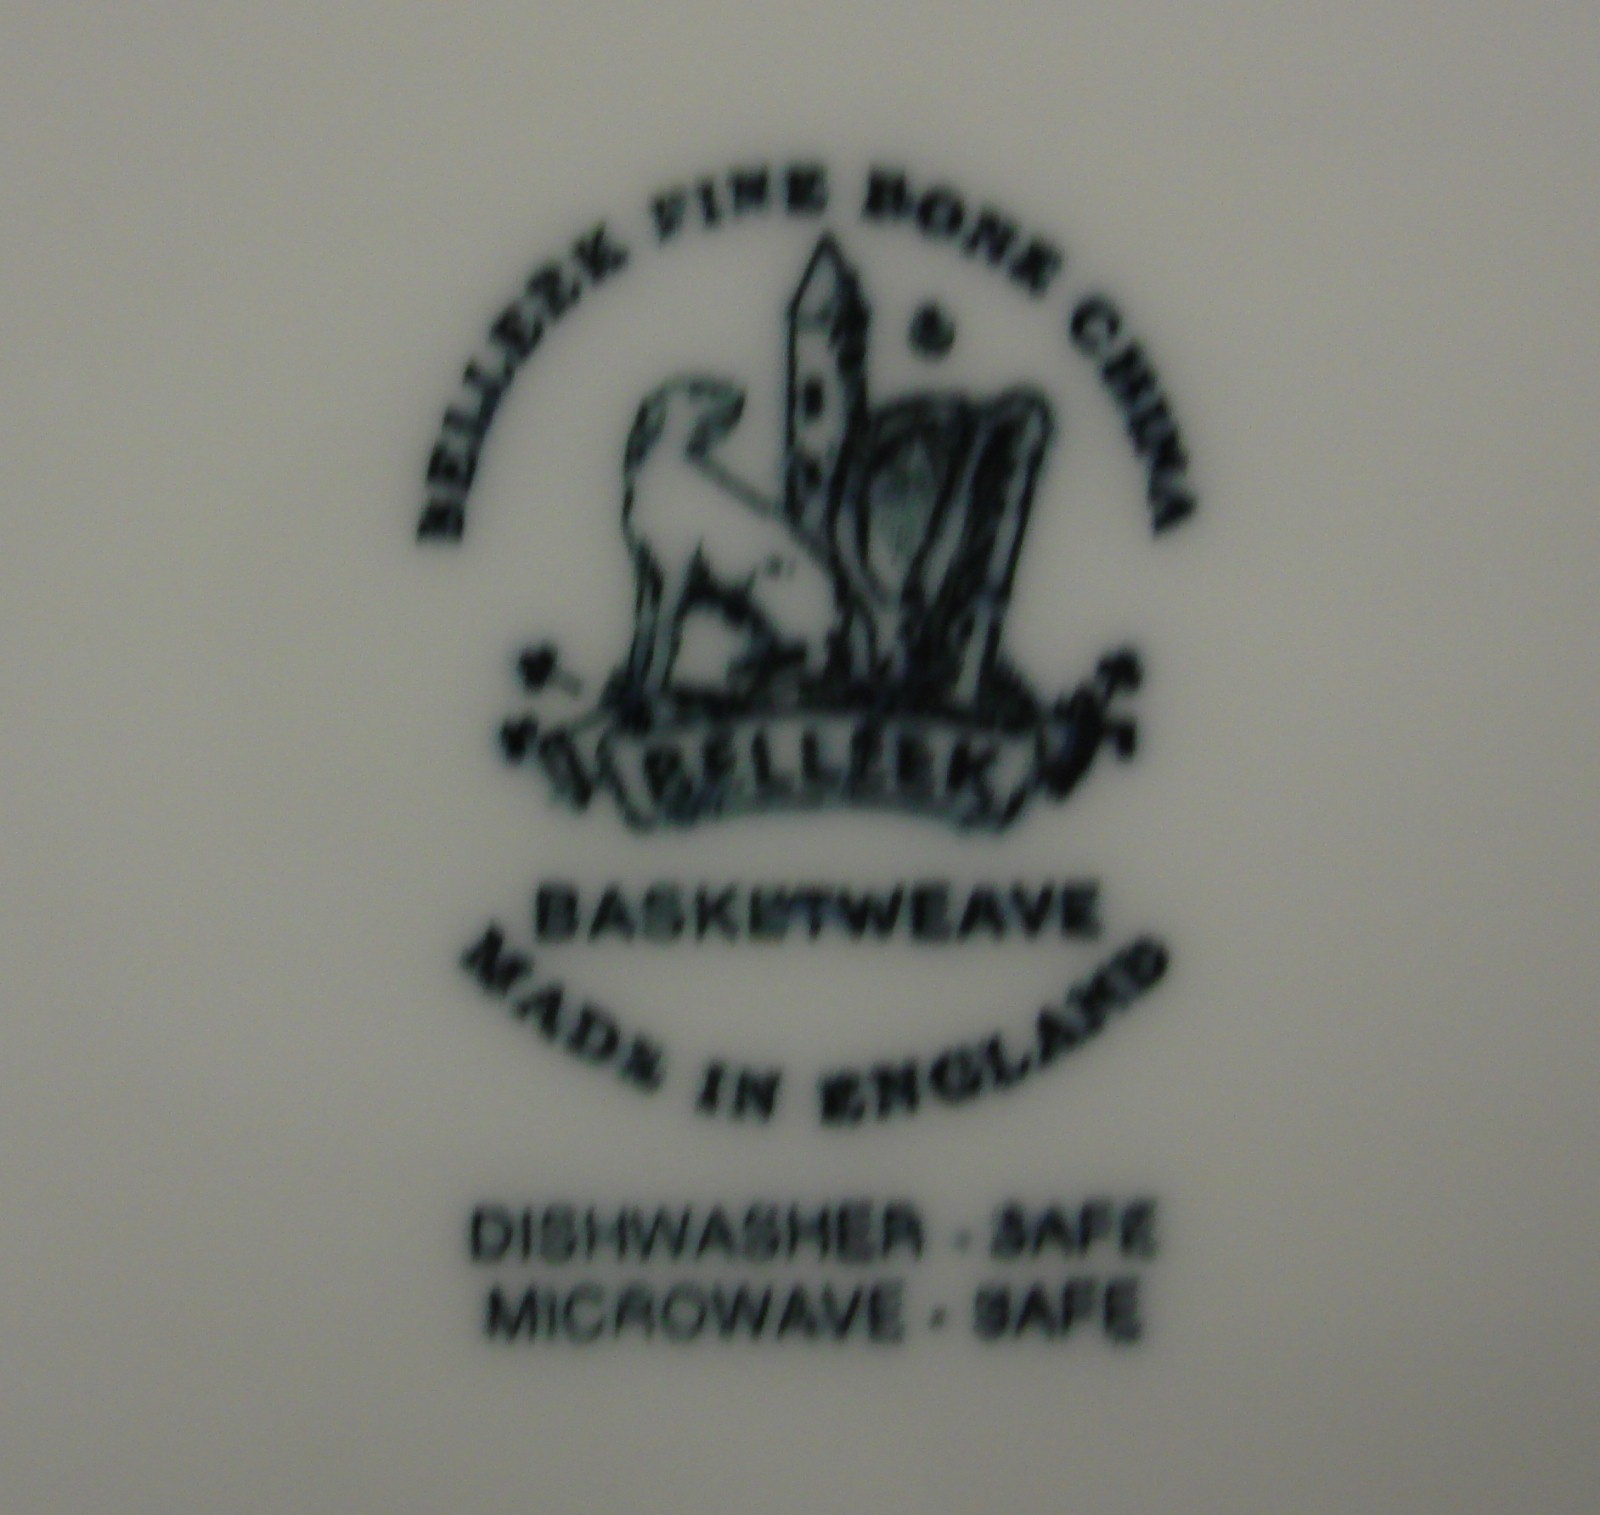 BELLEEK FINE BONE CHINA
BELLEEK
BASKETWEAVE
MADE IN ENGLAND
DISHWASHER · SAFE
MICROWAVE · SAFE